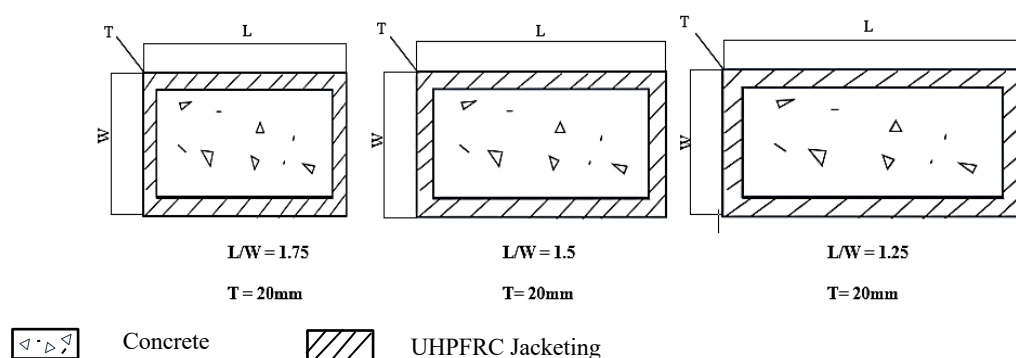 T L
W
L/W = 1.75
T = 20mm
T L
W
L/W = 1.5
T= 20mm
T L
W
L/W = 1.25
T = 20mm
Concrete
UHPFRC Jacketing